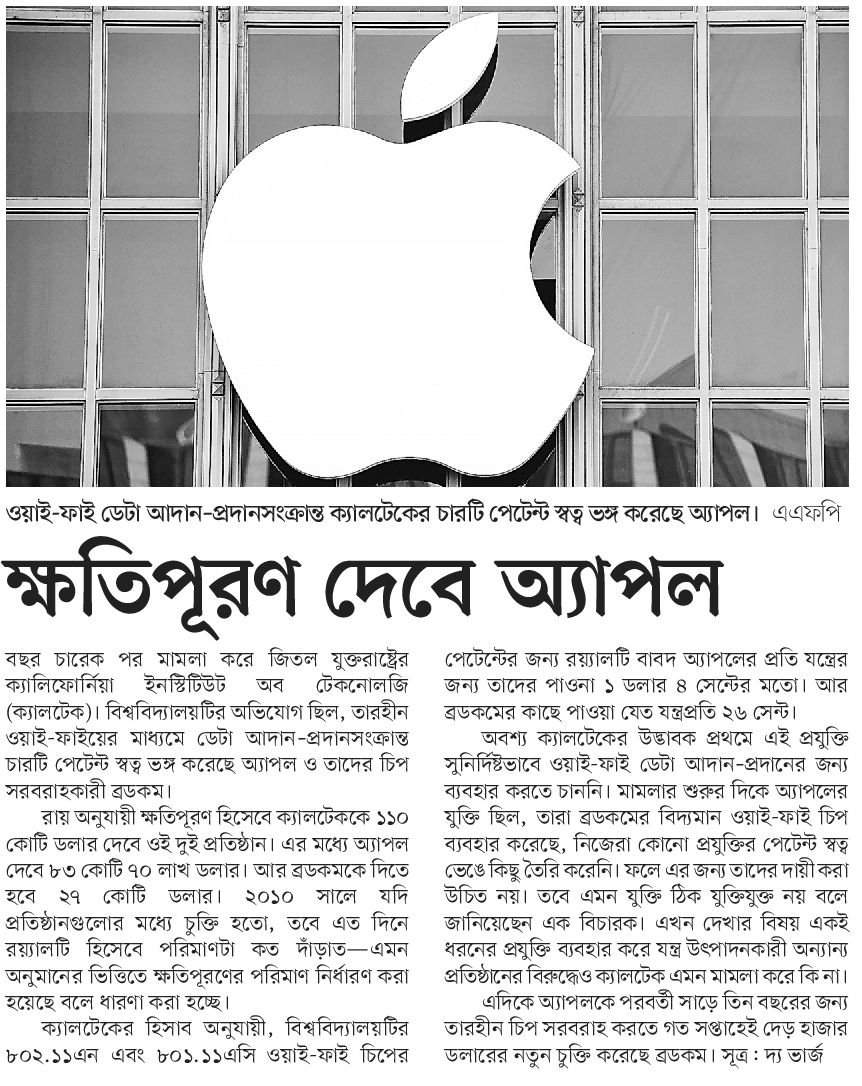 ওয়াই-ফাই ডেটা আদান-প্রদানসংক্রান্ত ক্যালটেকের চারটি পেটেন্ট স্বত্ব ভঙ্গ করেছে অ্যাপল। এএফপি
ক্ষতিপূরণ দেবে অ্যাপল
বছর চারেক পর মামলা করে জিতল যুক্তরাষ্ট্রের
ক্যালিফোর্নিয়া ইনস্টিটিউট অব টেকনোলজি
(ক্যালটেক)। বিশ্ববিদ্যালয়টির অভিযোগ ছিল, তারহীন
ওয়াই-ফাইয়ের মাধ্যমে ডেটা আদান-প্রদানসংক্রান্ত
চারটি পেটেন্ট স্বত্ব ভঙ্গ করেছে অ্যাপল ও তাদের চিপ
সরবরাহকারী ব্রডকম।
রায় অনুযায়ী ক্ষতিপূরণ হিসেবে ক্যালটেককে ১১০
কোটি ডলার দেবে ওই দুই প্রতিষ্ঠান। এর মধ্যে অ্যাপল
দেবে ৮৩ কোটি ৭০ লাখ ডলার। আর ব্রডকমকে দিতে
হবে ২৭ কোটি ডলার। ২০১০ সালে যদি
প্রতিষ্ঠানগুলোর মধ্যে চুক্তি হতো, তবে এত দিনে
রয়্যালটি হিসেবে পরিমাণটা কত দাঁড়াত—এমন
অনুমানের ভিত্তিতে ক্ষতিপূরণের পরিমাণ নির্ধারণ করা
হয়েছে বলে ধারণা করা হচ্ছে।
ক্যালটেকের হিসাব অনুযায়ী, বিশ্ববিদ্যালয়টির
৮০২.১১এন এবং ৮০১.১১এসি ওয়াই-ফাই চিপের
পেটেন্টের জন্য রয়্যালটি বাবদ অ্যাপলের প্রতি যন্ত্রের
জন্য তাদের পাওনা ১ ডলার ৪ সেন্টের মতো। আর
ব্রডকমের কাছে পাওয়া যেত যন্ত্রপ্রতি ২৬ সেন্ট।
অবশ্য ক্যালটেকের উদ্ভাবক প্রথমে এই প্রযুক্তি
সুনির্দিষ্টভাবে ওয়াই-ফাই ডেটা আদান-প্রদানের জন্য
ব্যবহার করতে চাননি। মামলার শুরুর দিকে অ্যাপলের
যুক্তি ছিল, তারা ব্রডকমের বিদ্যমান ওয়াই-ফাই চিপ
ব্যবহার করেছে, নিজেরা কোনো প্রযুক্তির পেটেন্ট স্বত্ব
ভেঙে কিছু তৈরি করেনি। ফলে এর জন্য তাদের দায়ী করা
উচিত নয়। তবে এমন যুক্তি ঠিক যুক্তিযুক্ত নয় বলে
জানিয়েছেন এক বিচারক। এখন দেখার বিষয় একই
ধরনের প্রযুক্তি ব্যবহার করে যন্ত্র উৎপাদনকারী অন্যান্য
প্রতিষ্ঠানের বিরুদ্ধেও ক্যালটেক এমন মামলা করে কি না।
এদিকে অ্যাপলকে পরবর্তী সাড়ে তিন বছরের জন্য
তারহীন চিপ সরবরাহ করতে গত সপ্তাহেই দেড় হাজার
ডলারের নতুন চুক্তি করেছে ব্রডকম। সূত্র : দ্য ভার্জ